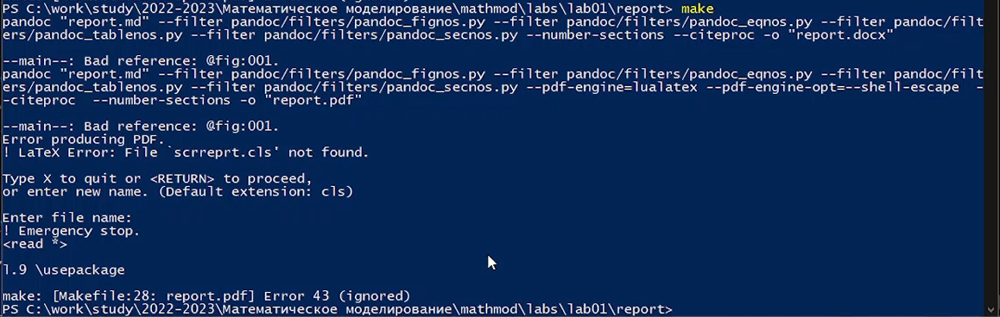 PS C:\work\study\2022-2023\Математическое моделирование\mathmod\labs\lab01\report> make
pandoc "report.md" --filter pandoc/filters/pandoc_fignos.py --filter pandoc/filters/pandoc_eqnos.py --filter pandoc/filt
ers/pandoc_tablenos.py --filter pandoc/filters/pandoc_secnos.py --number-sections --citeproc -o "report.docx"
--main--: Bad reference: @fig:001.
pandoc "report.md" --filter pandoc/filters/pandoc_fignos.py --filter pandoc/filters/pandoc_eqnos.py --filter pandoc/filt
ers/pandoc_tablenos.py --filter pandoc/filters/pandoc_secnos.py --pdf-engine=lualatex --pdf-engine-opt=--shell-escape  -
-citeproc  --number-sections -o "report.pdf"
--main--: Bad reference: @fig:001.
Error producing PDF.
! LaTeX Error: File `scrreprt.cls' not found.
Type X to quit or <RETURN> to proceed,
or enter new name. (Default extension: cls)
Enter file name:
! Emergency stop.
<read *>
l.9 \usepackage
make: [Makefile:28: report.pdf] Error 43 (ignored)
PS C:\work\study\2022-2023\Математическое моделирование\mathmod\labs\lab01\report>